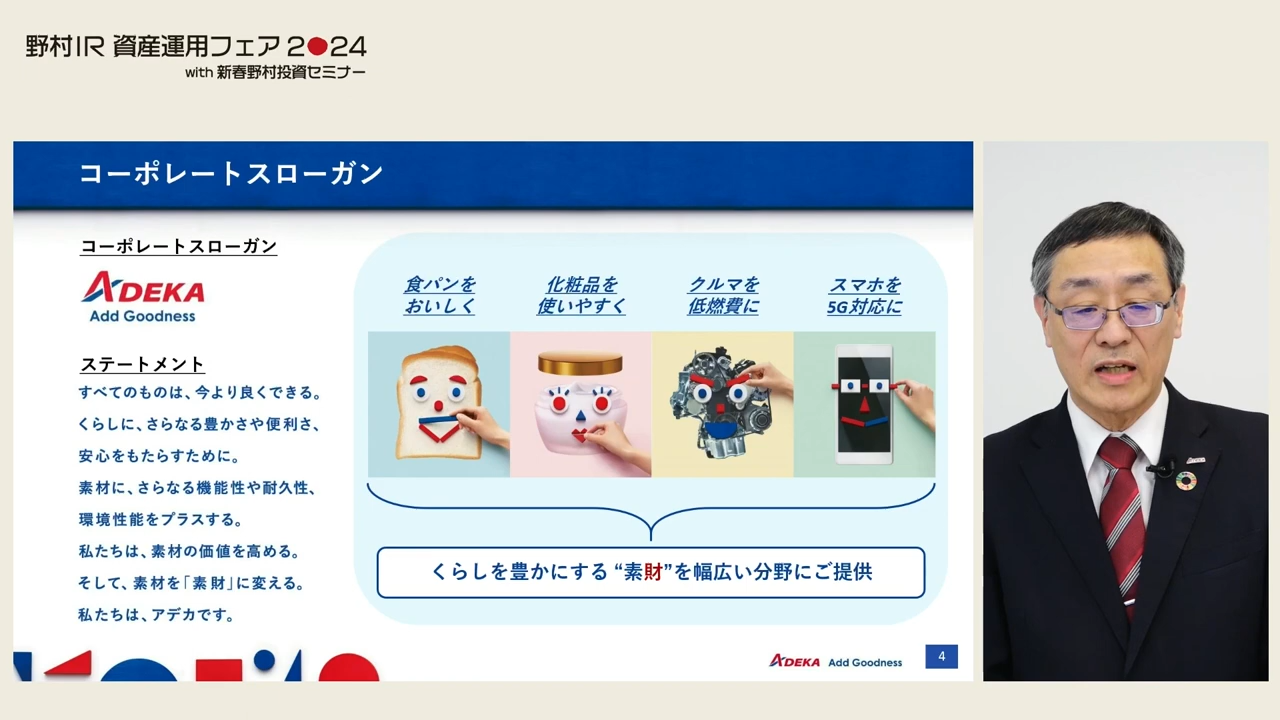 野村IR 資産運用フェア 2024
with 新春野村投資セミナー
コーポレートスローガン
コーポレートスローガン
ADEKA
Add Goodness
ステートメント
すべてのものは、今より良くできる。
くらしに、さらなる豊かさや便利さ、
安心をもたらすために。
素材に、さらなる機能性や耐久性、
環境性能をプラスする。
私たちは、素材の価値を高める。
そして、素材を「素財」に変える。
私たちは、アデカです。
食パンを
おいしく
化粧品を
使いやすく
クルマを
低燃費に
スマホを
5G対応に
くらしを豊かにする “素財”を幅広い分野にご提供
ADEKA Add Goodness
4
ADEKA